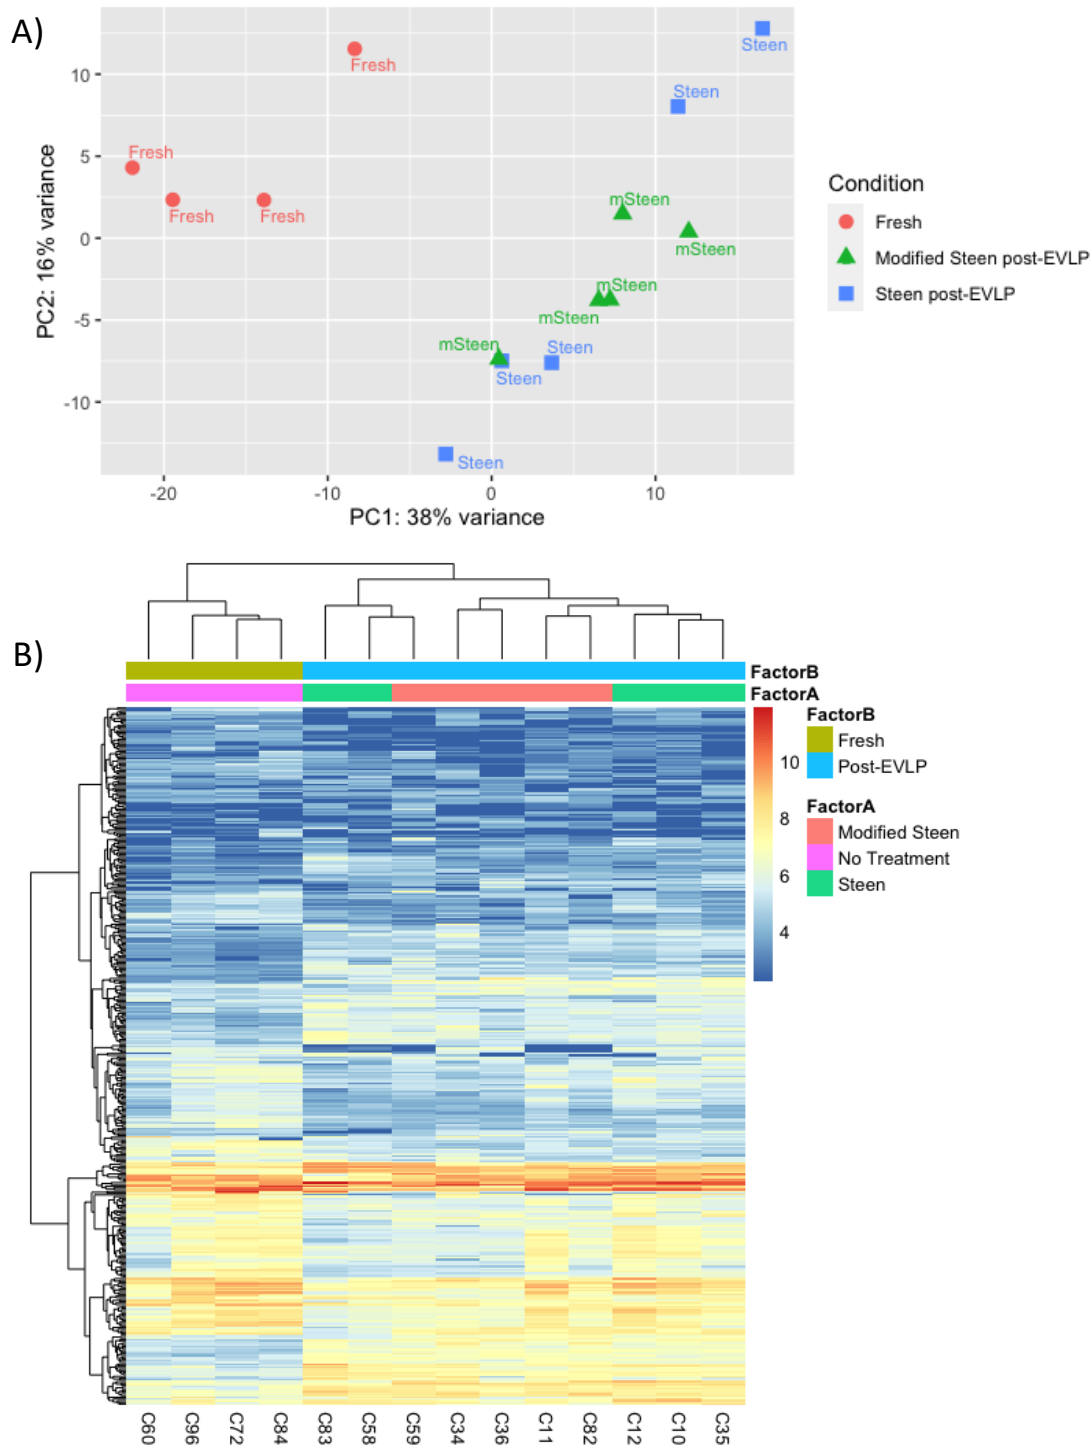 A)
Steen
Fresh
Steen
Fresh
mSteen
Fresh
Fresh
mSteen
mSteen
mSteen
mSteen
Steen
Steen
Steen
10
5
0
-5
-10
PC2: 16% variance
-20
-10
0
10
PC1: 38% variance
Condition
Fresh
Modified Steen post-EVLP
Steen post-EVLP
B)
FactorB
FactorA
10
8
6
4
FactorB
Fresh
Post-EVLP
FactorA
Modified Steen
No Treatment
Steen
C60
C96
C72
C84
C83
C58
C59
C34
C36
C11
C82
C12
C10
C35